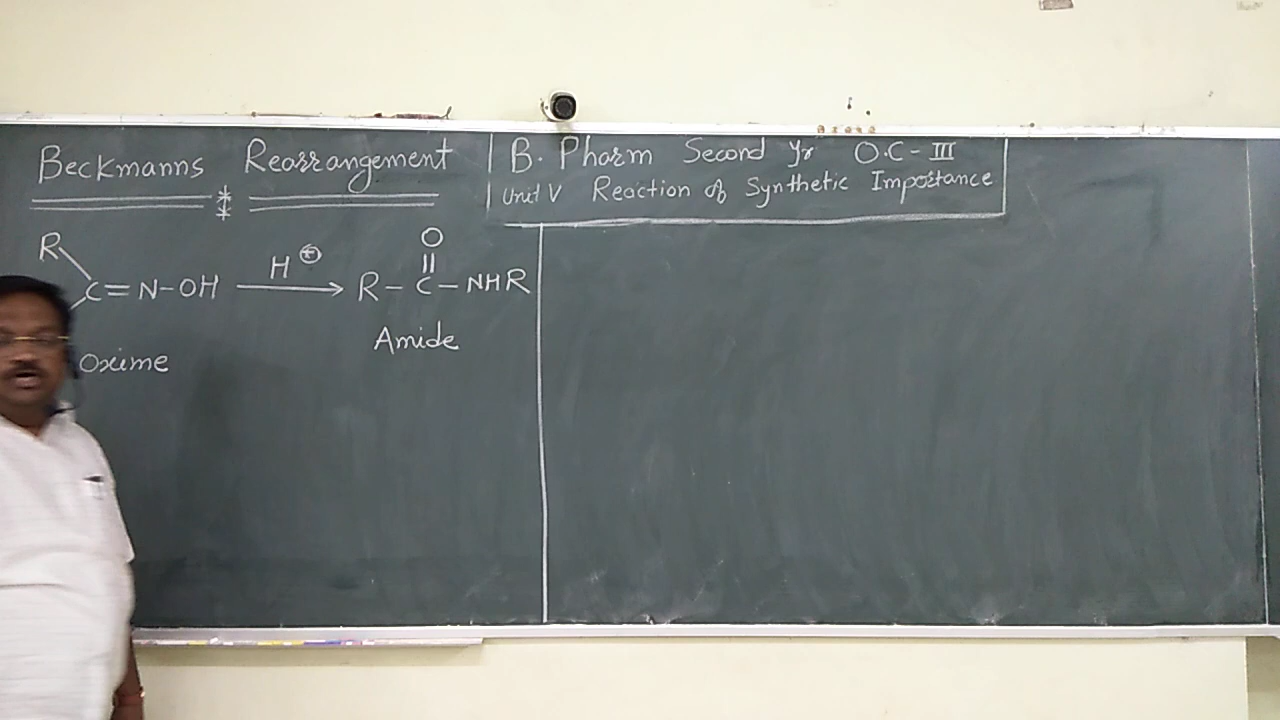 Beckmanns Rearrangement
B. Pharm Second Yr O.C-III
Unit V Reaction of Synthetic Importance
R
C=N-OH
H⊕
O
R-C-NHR
Amide
Oxime